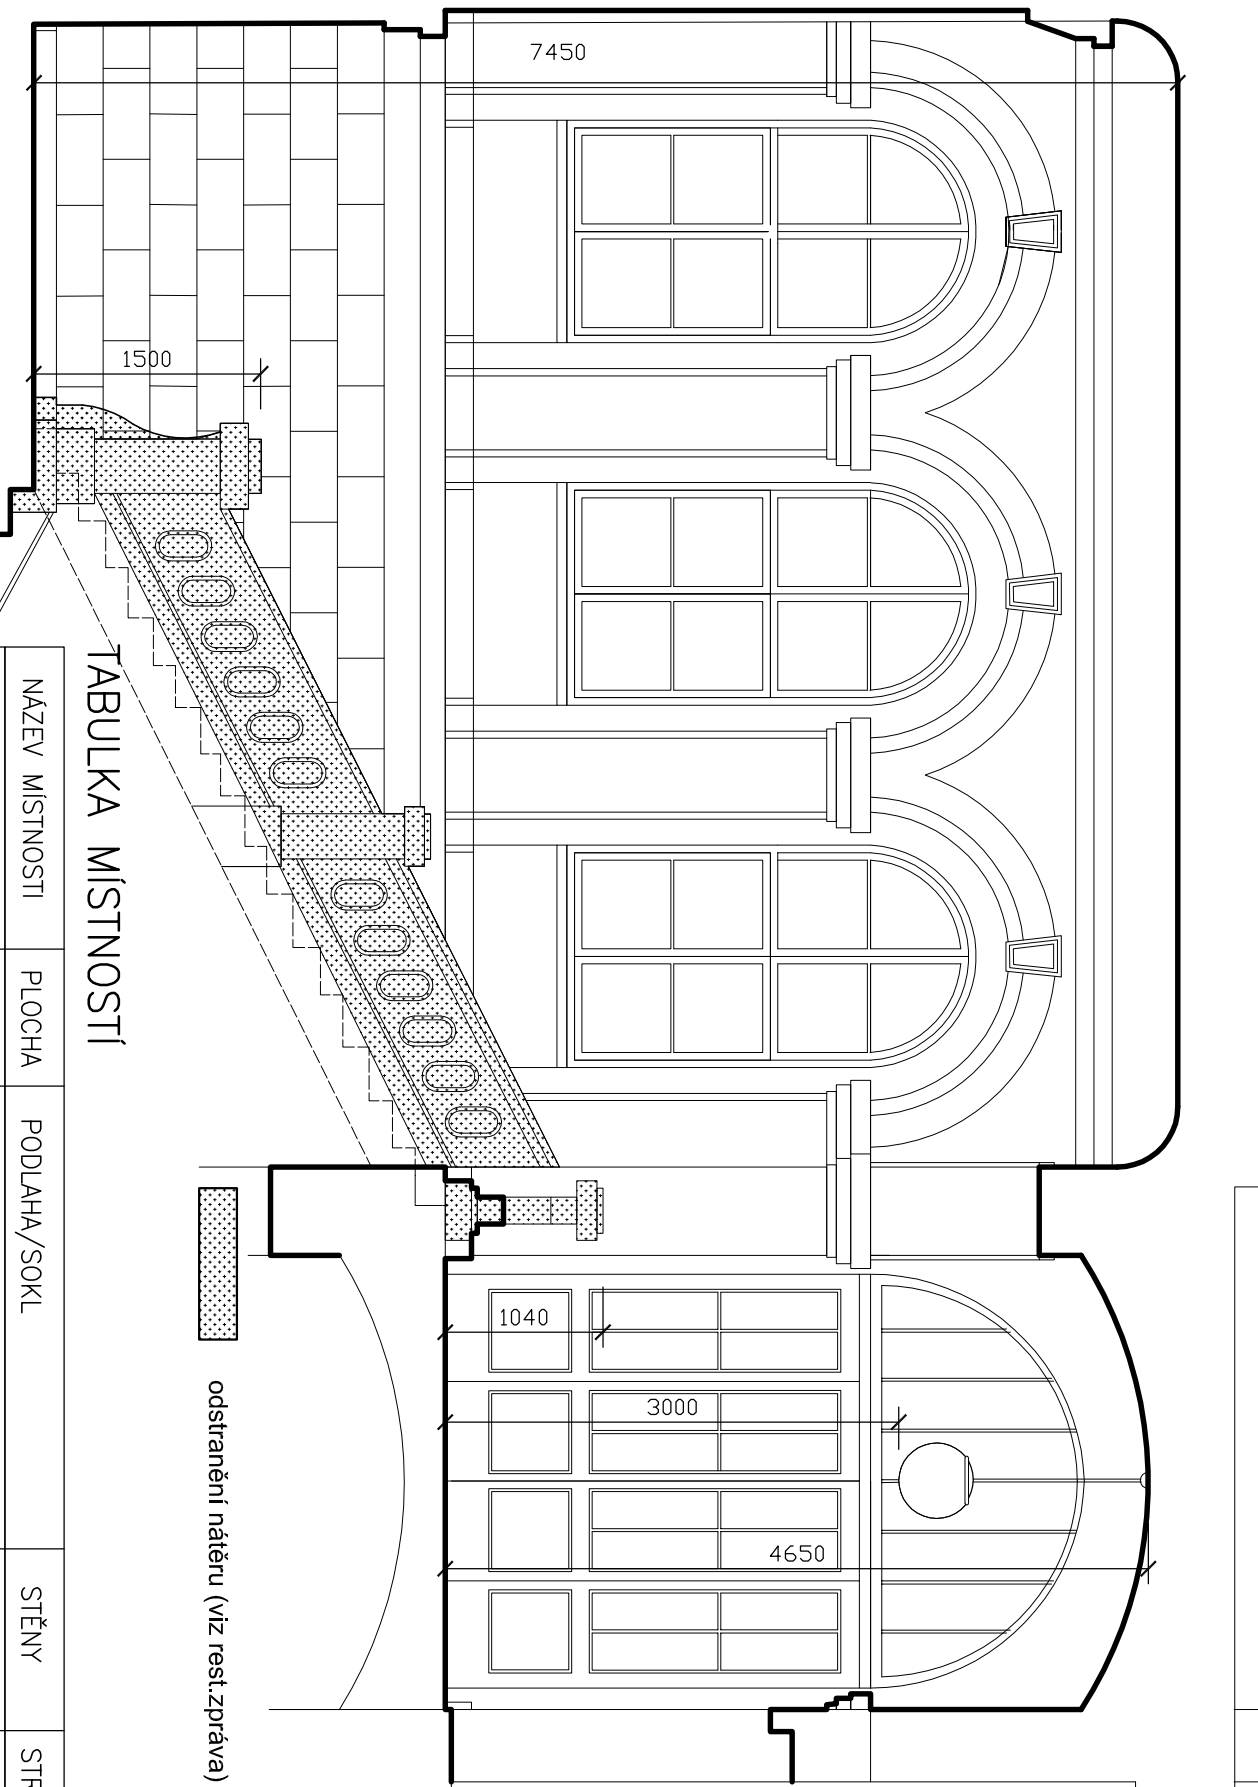 7450
1500
1040
3000
4650
odstranění nátěru (viz rest.zpráva)
TABULKA MÍSTNOSTÍ
NÁZEV MÍSTNOSTI PLOCHA PODLAHA/SOKL STĚNY